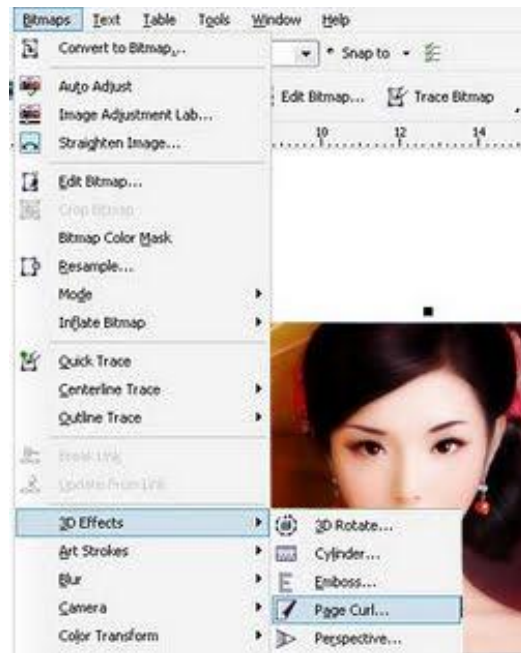 Bitmaps Text Table Tools Window Help
Convert to Bitmap...
Snap to
Auto Adjust
Edit Bitmap... Trace Bitmap
Image Adjustment Lab...
10 12 14
Straighten Image...
Edit Bitmap...
Crop Bitmap
Bitmap Color Mask
Resample...
Mode
Inflate Bitmap
Quick Trace
Centerline Trace
Outline Trace
Break Link
Update From Link
3D Effects
3D Rotate...
Art Strokes
Cylinder...
Blur
Emboss...
Camera
Page Curl...
Color Transform
Perspective...